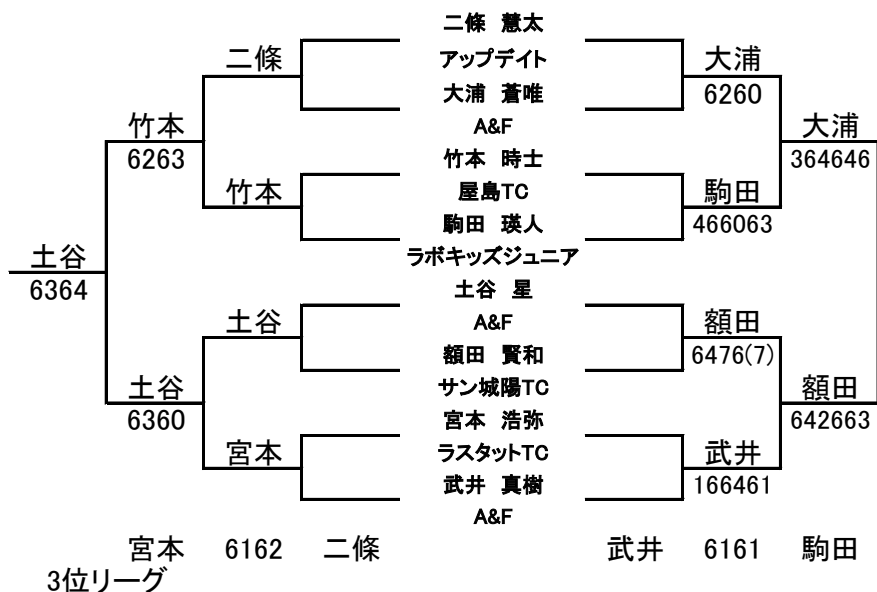 二條 慧太
二條 アップデイト 大浦
大浦 蒼唯 6260
竹本 A&F 大浦
6263 竹本 時士 364646
竹本 屋島TC 駒田
駒田 瑛人 466063
土谷 ラボキッズジュニア
6364 土谷 星
土谷 A&F 額田
額田 賢和 6476(7)
土谷 サン城陽TC 額田
6360 宮本 浩弥 642663
宮本 ラスタットTC 武井
武井 真樹 166461
A&F
宮本 6162 二條 武井 6161 駒田
3位リーグ